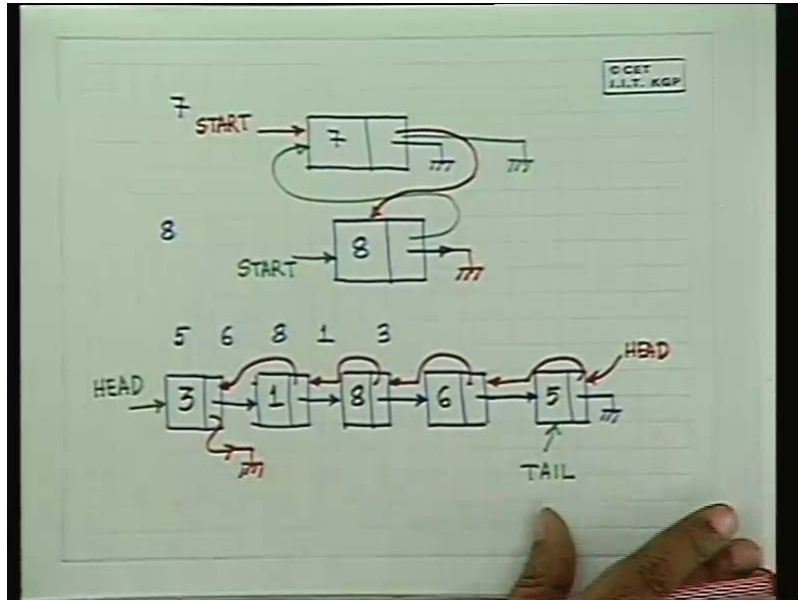 © CET
I.I.T. KGP
7
START 7
8
START 8
5 6 8 1 3
HEAD 3 1 8 6 5 HEAD
TAIL